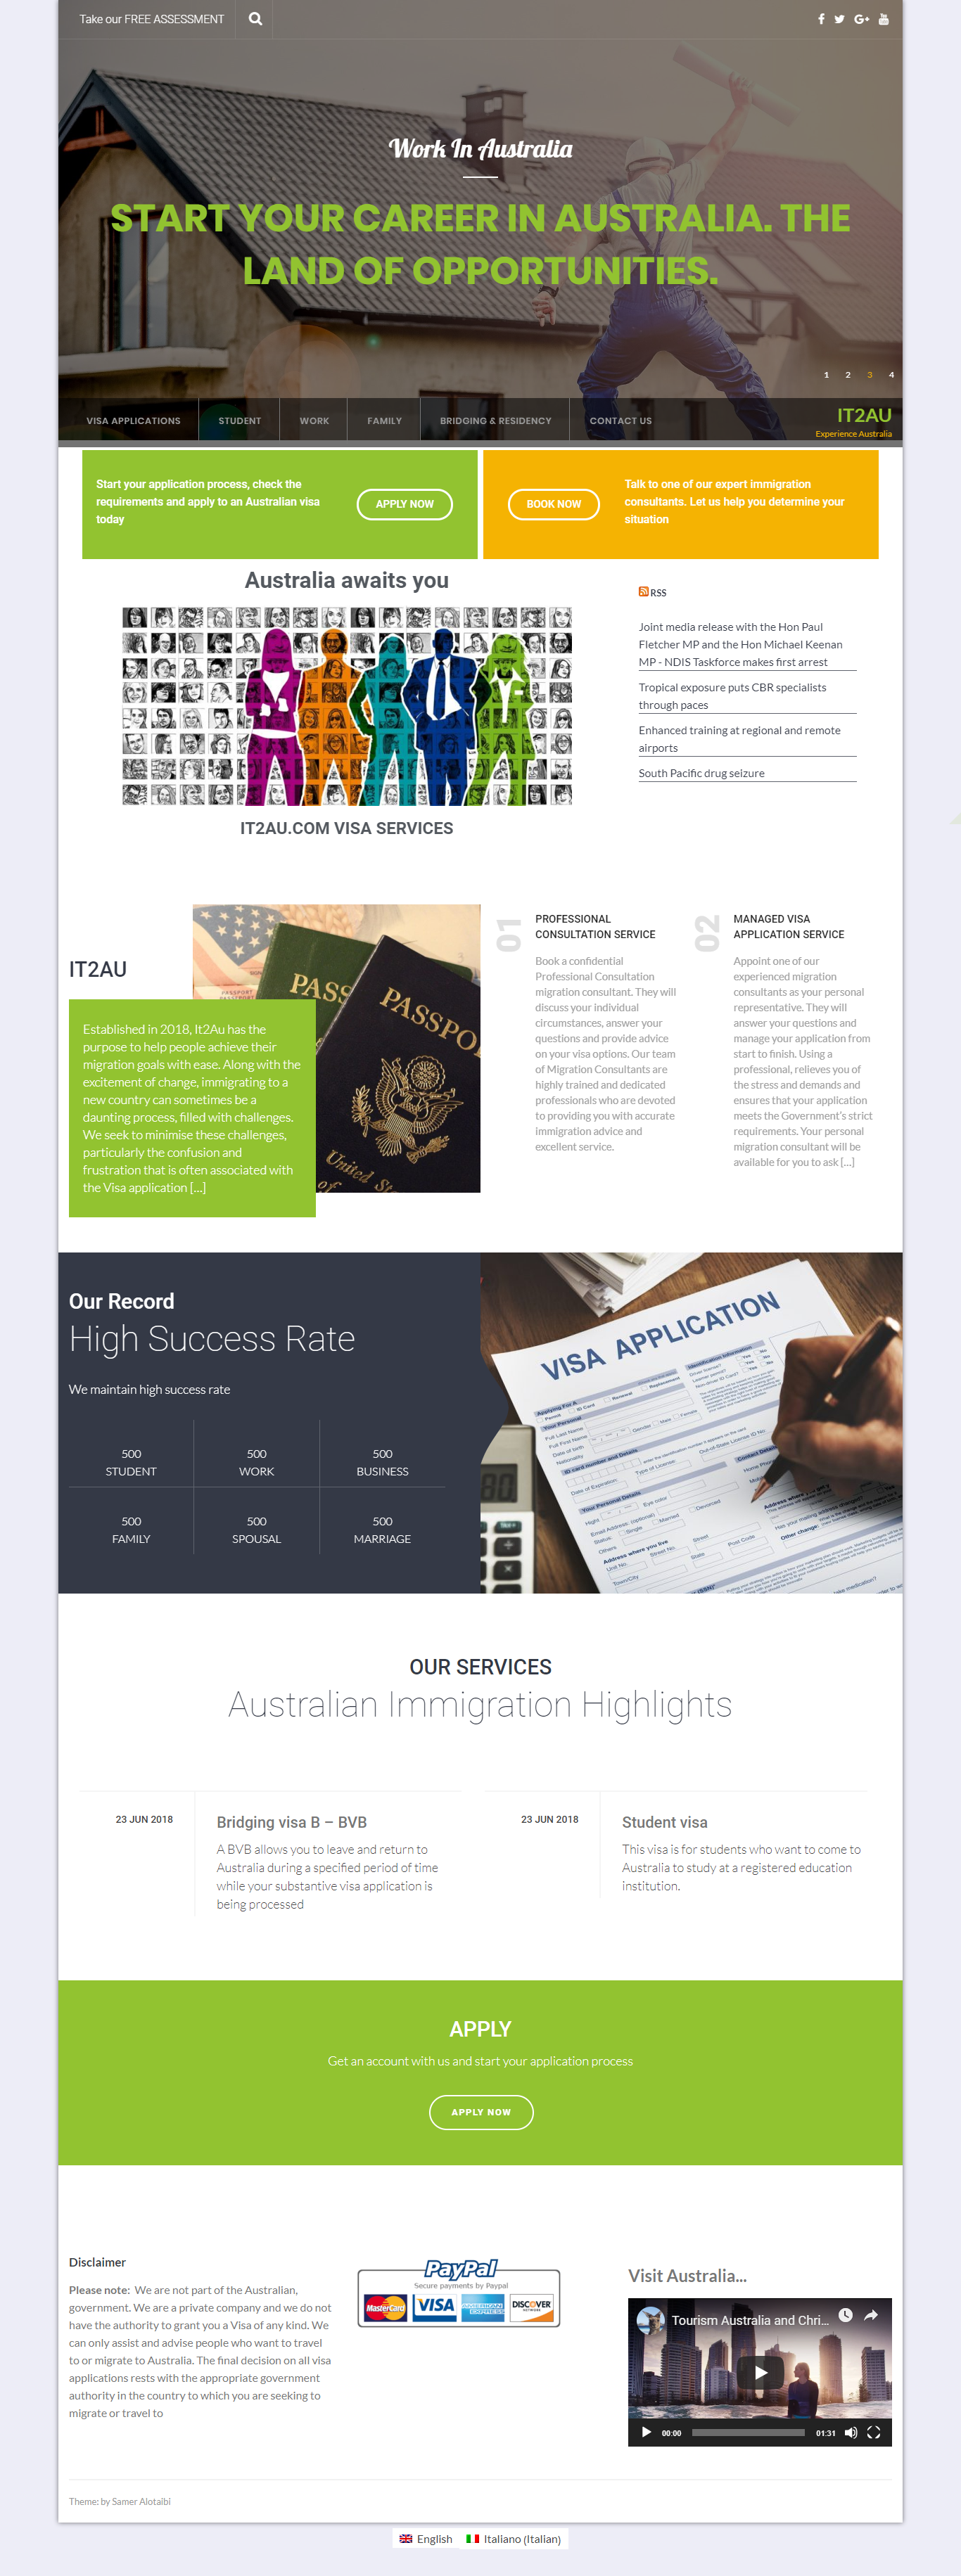 Take our FREE ASSESSMENT
Work In Australia
START YOUR CAREER IN AUSTRALIA. THE
LAND OF OPPORTUNITIES.
1 2 3 4
VISA APPLICATIONS STUDENT WORK FAMILY BRIDGING & RESIDENCY CONTACT US
IT2AU
Experience Australia
Start your application process, check the
requirements and apply to an Australian visa
today
APPLY NOW
BOOK NOW
Talk to one of our expert immigration
consultants. Let us help you determine your
situation
Australia awaits you
IT2AU.COM VISA SERVICES
RSS
Joint media release with the Hon Paul
Fletcher MP and the Hon Michael Keenan
MP - NDIS Taskforce makes first arrest
Tropical exposure puts CBR specialists
through paces
Enhanced training at regional and remote
airports
South Pacific drug seizure
IT2AU
Established in 2018, It2Au has the
purpose to help people achieve their
migration goals with ease. Along with the
excitement of change, immigrating to a
new country can sometimes be a
daunting process, filled with challenges.
We seek to minimise these challenges,
particularly the confusion and
frustration that is often associated with
the Visa application [...]
PASSPORT
PASS
PASSPO
United States
01
PROFESSIONAL
CONSULTATION SERVICE
Book a confidential
Professional Consultation
migration consultant. They will
discuss your individual
circumstances, answer your
questions and provide advice
on your visa options. Our team
of Migration Consultants are
highly trained and dedicated
professionals who are devoted
to providing you with accurate
immigration advice and
excellent service.
02
MANAGED VISA
APPLICATION SERVICE
Appoint one of our
experienced migration
consultants as your personal
representative. They will
answer your questions and
manage your application from
start to finish. Using a
professional, relieves you of
the stress and demands and
ensures that your application
meets the Government's strict
requirements. Your personal
migration consultant will be
available for you to ask [...]
Our Record
High Success Rate
We maintain high success rate
500 500 500
STUDENT WORK BUSINESS
500 500 500
FAMILY SPOUSAL MARRIAGE
VISA APPLICATION
OUR SERVICES
Australian Immigration Highlights
23 JUN 2018
Bridging visa B – BVB
A BVB allows you to leave and return to
Australia during a specified period of time
while your substantive visa application is
being processed
23 JUN 2018
Student visa
This visa is for students who want to come to
Australia to study at a registered education
institution.
APPLY
Get an account with us and start your application process
APPLY NOW
Disclaimer
Please note: We are not part of the Australian,
government. We are a private company and we do not
have the authority to grant you a Visa of any kind. We
can only assist and advise people who want to travel
to or migrate to Australia. The final decision on all visa
applications rests with the appropriate government
authority in the country to which you are seeking to
migrate or travel to
PayPal
Secure payments by Paypal
MasterCard VISA AMERICAN EXPRESS DISCOVER NETWORK
Visit Australia...
Tourism Australia and Chri...
00:00 01:31
Theme: by Samer Alotaibi
English Italiano (Italian)